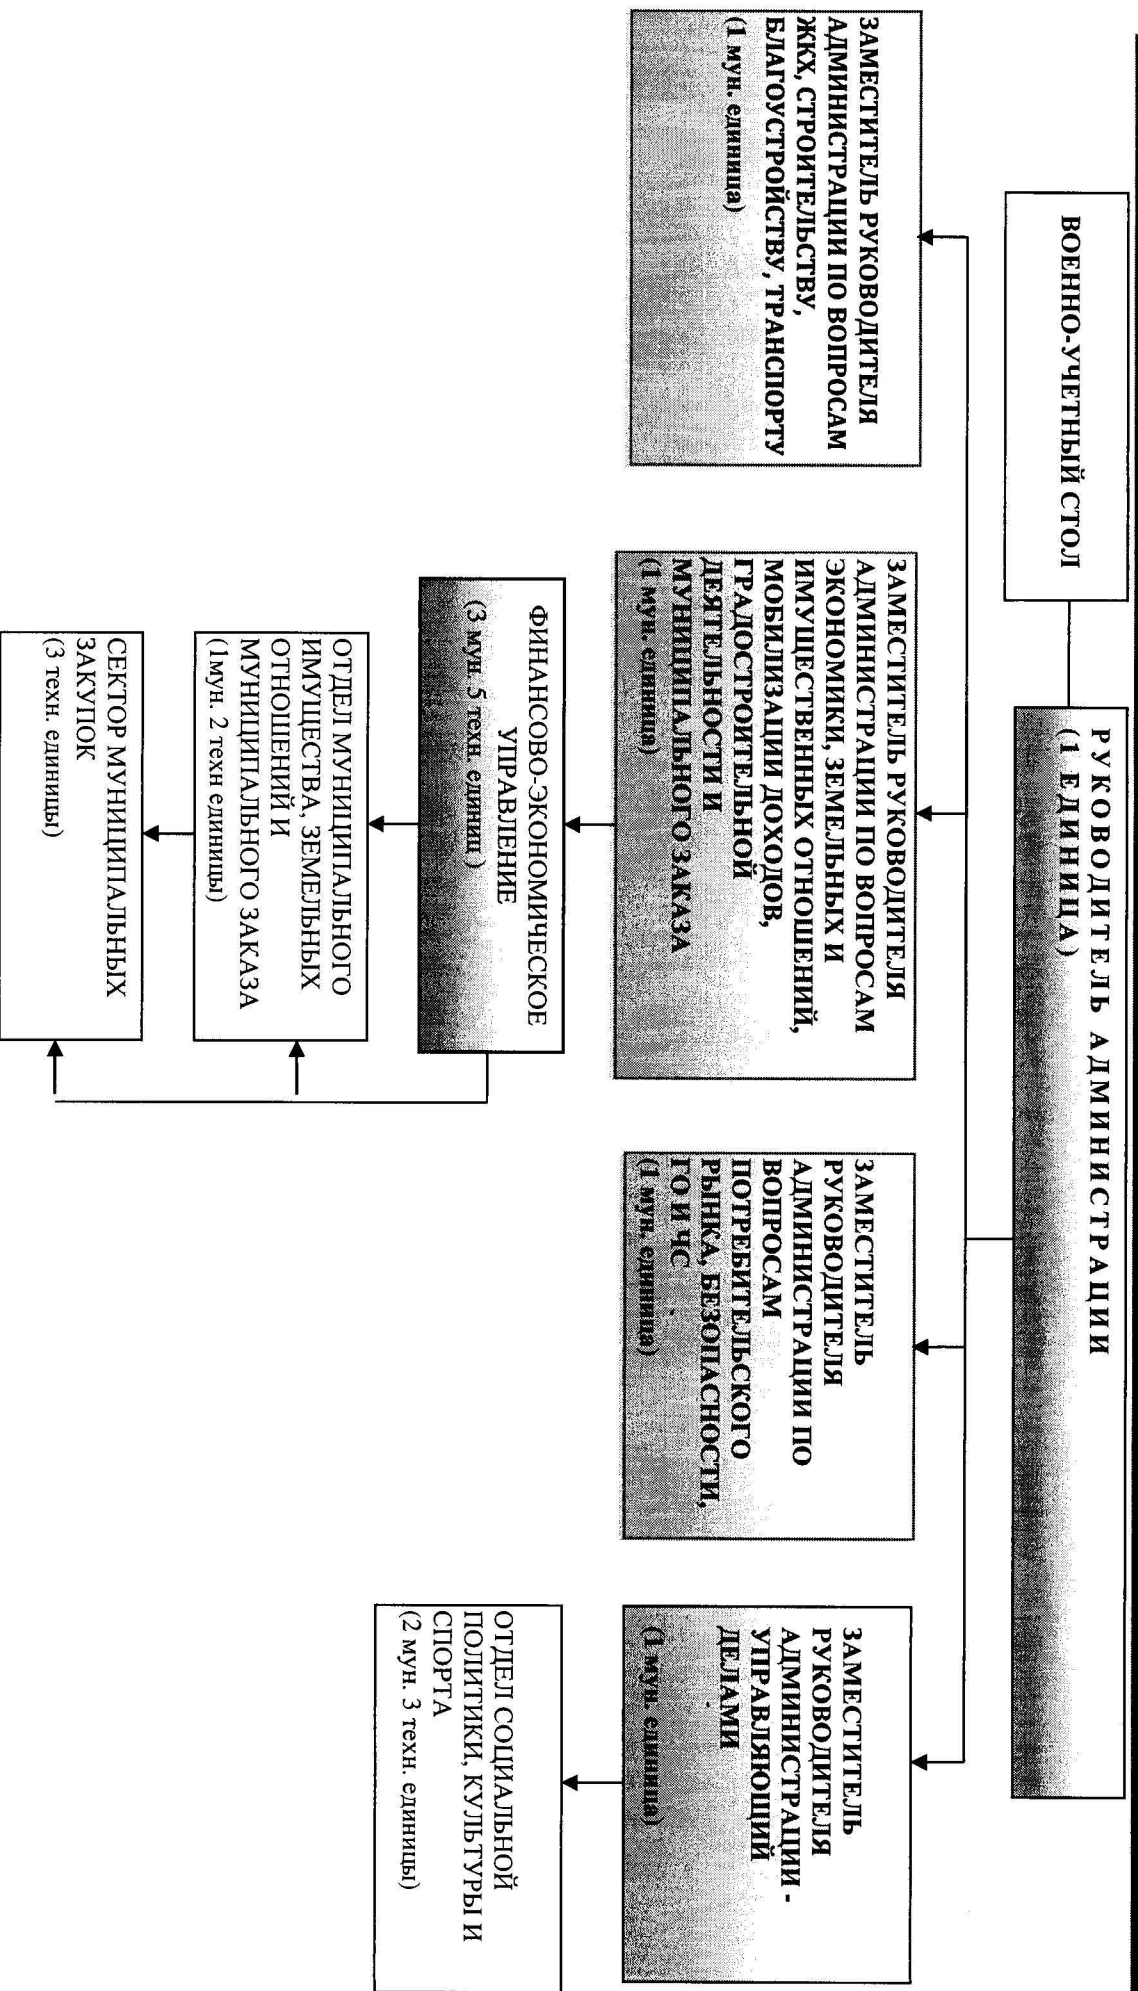 ВОЕННО-УЧЕТНЫЙ СТОЛ
РУКОВОДИТЕЛЬ АДМИНИСТРАЦИИ
(1 ЕДИНИЦА)
ЗАМЕСТИТЕЛЬ РУКОВОДИТЕЛЯ
АДМИНИСТРАЦИИ ПО ВОПРОСАМ
ЖКХ, СТРОИТЕЛЬСТВУ,
БЛАГОУСТРОЙСТВУ, ТРАНСПОРТУ
(1 мун. единица)
ЗАМЕСТИТЕЛЬ РУКОВОДИТЕЛЯ
АДМИНИСТРАЦИИ ПО ВОПРОСАМ
ЭКОНОМИКИ, ЗЕМЕЛЬНЫХ И
ИМУЩЕСТВЕННЫХ ОТНОШЕНИЙ,
МОБИЛИЗАЦИИ ДОХОДОВ,
ГРАДОСТРОИТЕЛЬНОЙ
ДЕЯТЕЛЬНОСТИ И
МУНИЦИПАЛЬНОГО ЗАКАЗА
(1 мун. единица)
ЗАМЕСТИТЕЛЬ
РУКОВОДИТЕЛЯ
АДМИНИСТРАЦИИ ПО
ВОПРОСАМ
ПОТРЕБИТЕЛЬСКОГО
РЫНКА, БЕЗОПАСНОСТИ,
ГО И ЧС
(1 мун. единица)
ЗАМЕСТИТЕЛЬ
РУКОВОДИТЕЛЯ
АДМИНИСТРАЦИИ -
УПРАВЛЯЮЩИЙ
ДЕЛАМИ
(1 мун. единица)
ФИНАНСОВО-ЭКОНОМИЧЕСКОЕ
УПРАВЛЕНИЕ
(3 мун. 5 техн. единиц )
ОТДЕЛ МУНИЦИПАЛЬНОГО
ИМУЩЕСТВА, ЗЕМЕЛЬНЫХ
ОТНОШЕНИЙ И
МУНИЦИПАЛЬНОГО ЗАКАЗА
(1мун. 2 техн единицы)
СЕКТОР МУНИЦИПАЛЬНЫХ
ЗАКУПОК
(3 техн. единицы)
ОТДЕЛ СОЦИАЛЬНОЙ
ПОЛИТИКИ, КУЛЬТУРЫ И
СПОРТА
(2 мун. 3 техн. единицы)